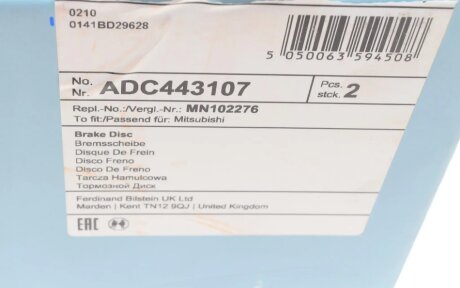 0210
0141BD29628
5 050063 594508
No.
Nr. ADC443107 Pcs. stck. 2
Repl.-No.:/Vergl.-Nr.: MN102276
To fit:/Passend für: Mitsubishi
Brake Disc
Bremsscheibe
Disque De Frein
Disco Freno
Disco De Freno
Tarcza Hamulcowa
Тормозной Диск
Ferdinand Bilstein UK Ltd
Marden | Kent TN12 9QJ | United Kingdom
EAC